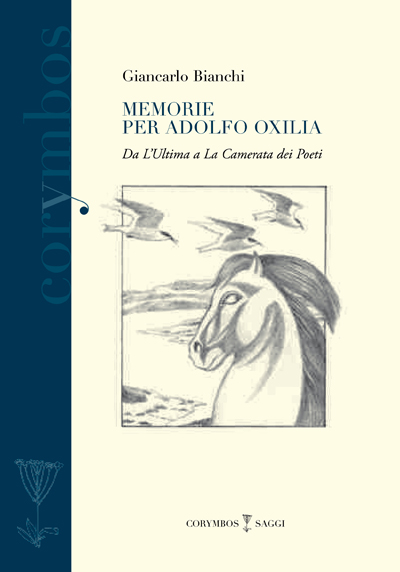 corymbos
Giancarlo Bianchi
MEMORIE
PER ADOLFO OXILIA
Da L'Ultima a La Camerata dei Poeti
CORYMBOS SAGGI